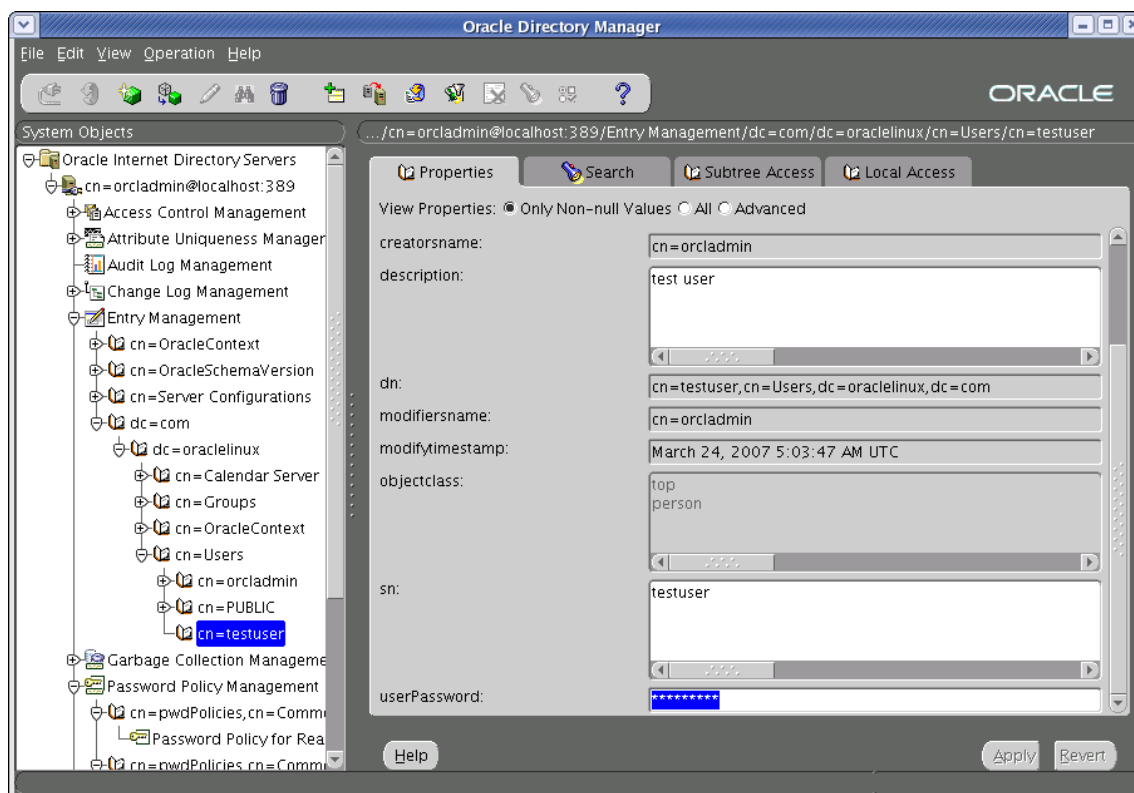 Oracle Directory Manager
File Edit View Operation Help
ORACLE
System Objects
.../cn=orcladmin@localhost:389/Entry Management/dc=com/dc=oraclelinux/cn=Users/cn=testuser
Oracle Internet Directory Servers
cn=orcladmin@localhost:389
Access Control Management
Attribute Uniqueness Manager
Audit Log Management
Change Log Management
Entry Management
cn=OracleContext
cn=OracleSchemaVersion
cn=Server Configurations
dc=com
dc=oraclelinux
cn=Calendar Server
cn=Groups
cn=OracleContext
cn=Users
cn=orcladmin
cn=PUBLIC
cn=testuser
Garbage Collection Manageme
Password Policy Management
cn=pwdPolicies,cn=Comm
Password Policy for Rea
cn=pwdPolicies,cn=Comm
Properties Search Subtree Access Local Access
View Properties: Only Non-null Values All Advanced
creatorsname: cn=orcladmin
description: test user
dn: cn=testuser,cn=Users,dc=oraclelinux,dc=com
modifiersname: cn=orcladmin
modifytimestamp: March 24, 2007 5:03:47 AM UTC
objectclass: top
person
sn: testuser
userPassword: *********
Help Apply Revert